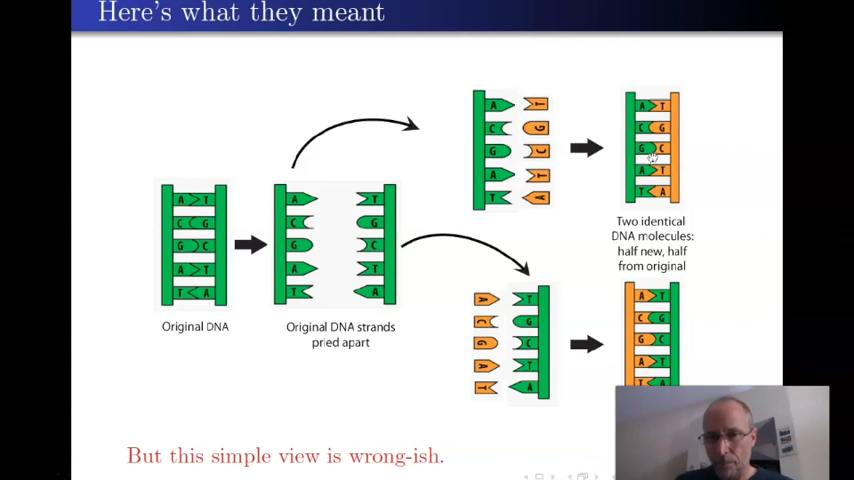 Here's what they meant
A T
C G
G C
A T
T A
Original DNA
A T
C G
G C
A T
T A
Original DNA strands
pried apart
A T
C G
G C
A T
T A
A T
C G
G C
A T
T A
Two identical
DNA molecules:
half new, half
from original
A T
C G
G C
A T
T A
A T
C G
G C
A T
T A
But this simple view is wrong-ish.